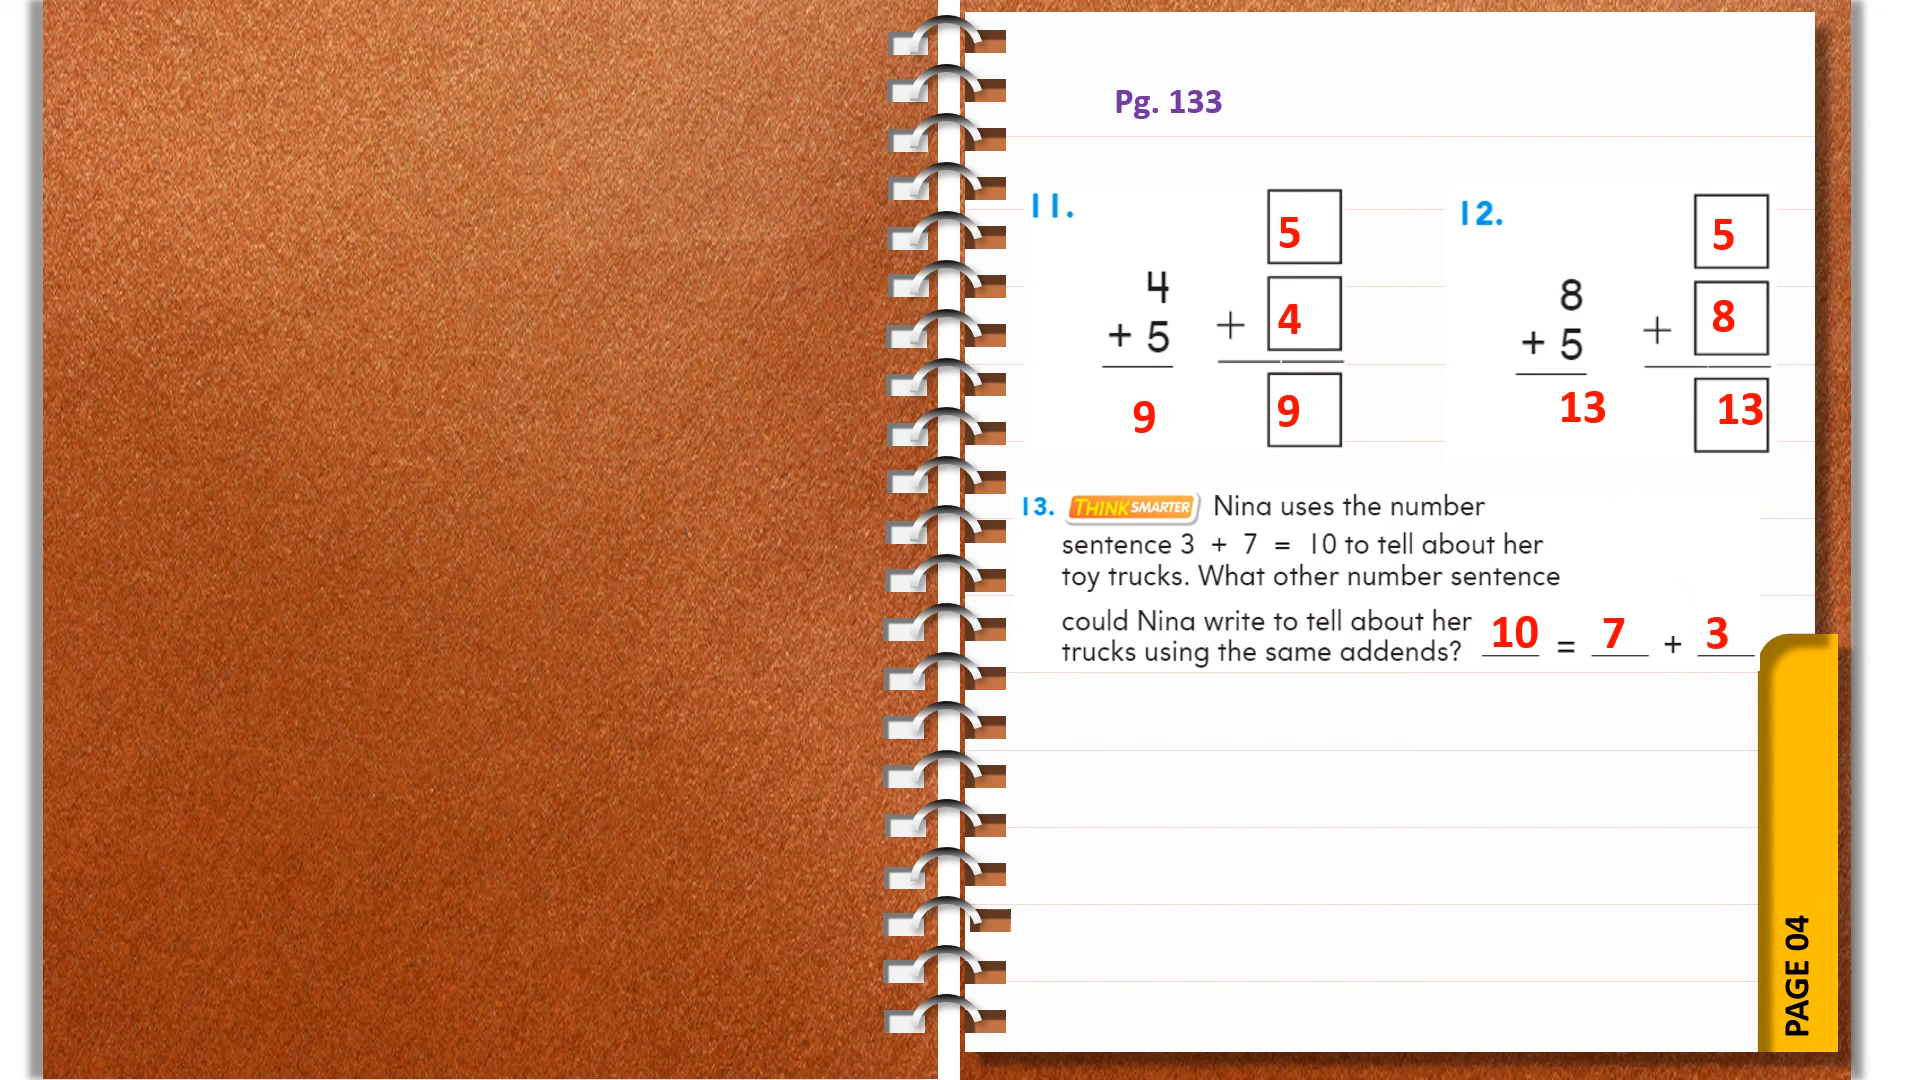 Pg. 133
11.
4
+ 5
9
5
+ 4
9
12.
8
+ 5
13
5
+ 8
13
13. THINK SMARTER Nina uses the number
sentence 3 + 7 = 10 to tell about her
toy trucks. What other number sentence
could Nina write to tell about her
trucks using the same addends? 10 = 7 + 3
PAGE 04